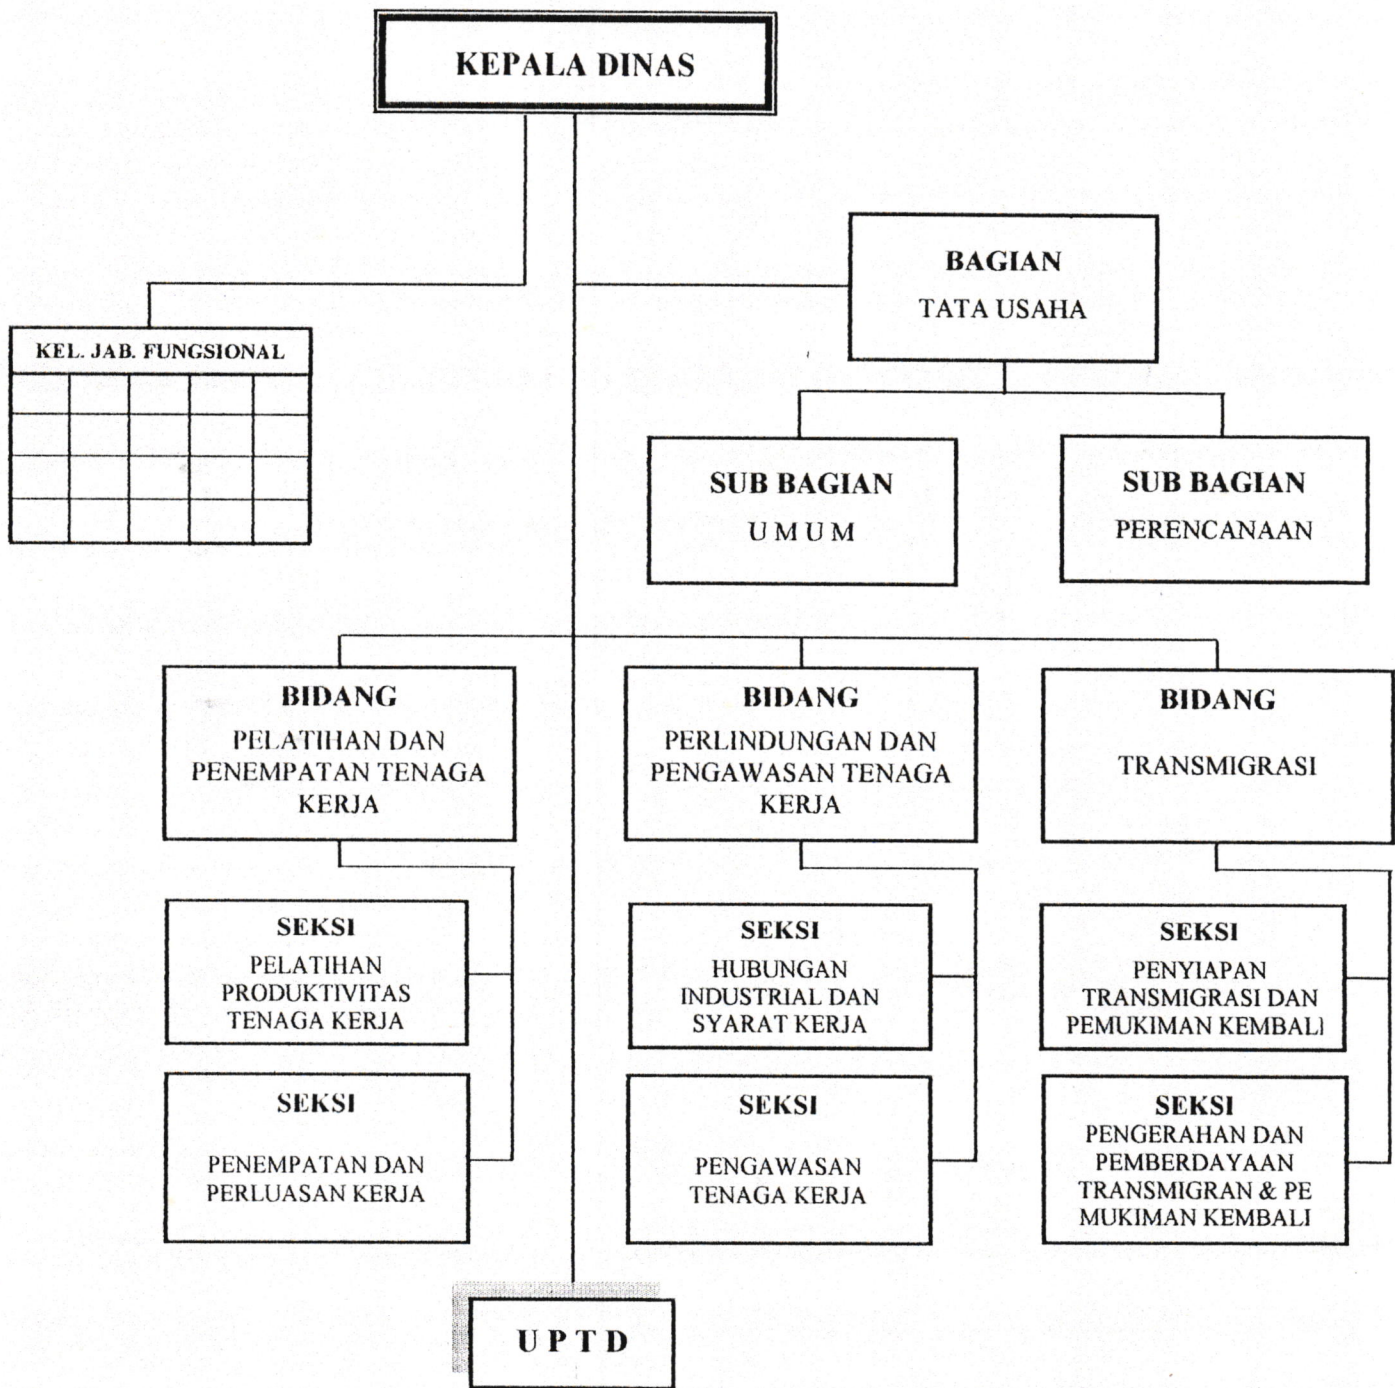 KEPALA DINAS
BAGIAN
TATA USAHA
KEL. JAB. FUNGSIONAL
SUB BAGIAN
U M U M
SUB BAGIAN
PERENCANAAN
BIDANG
PELATIHAN DAN
PENEMPATAN TENAGA
KERJA
BIDANG
PERLINDUNGAN DAN
PENGAWASAN TENAGA
KERJA
BIDANG
TRANSMIGRASI
SEKSI
PELATIHAN
PRODUKTIVITAS
TENAGA KERJA
SEKSI
HUBUNGAN
INDUSTRIAL DAN
SYARAT KERJA
SEKSI
PENYIAPAN
TRANSMIGRASI DAN
PEMUKIMAN KEMBALI
SEKSI
PENEMPATAN DAN
PERLUASAN KERJA
SEKSI
PENGAWASAN
TENAGA KERJA
SEKSI
PENGERAHAN DAN
PEMBERDAYAAN
TRANSMIGRAN & PE
MUKIMAN KEMBALI
U P T D